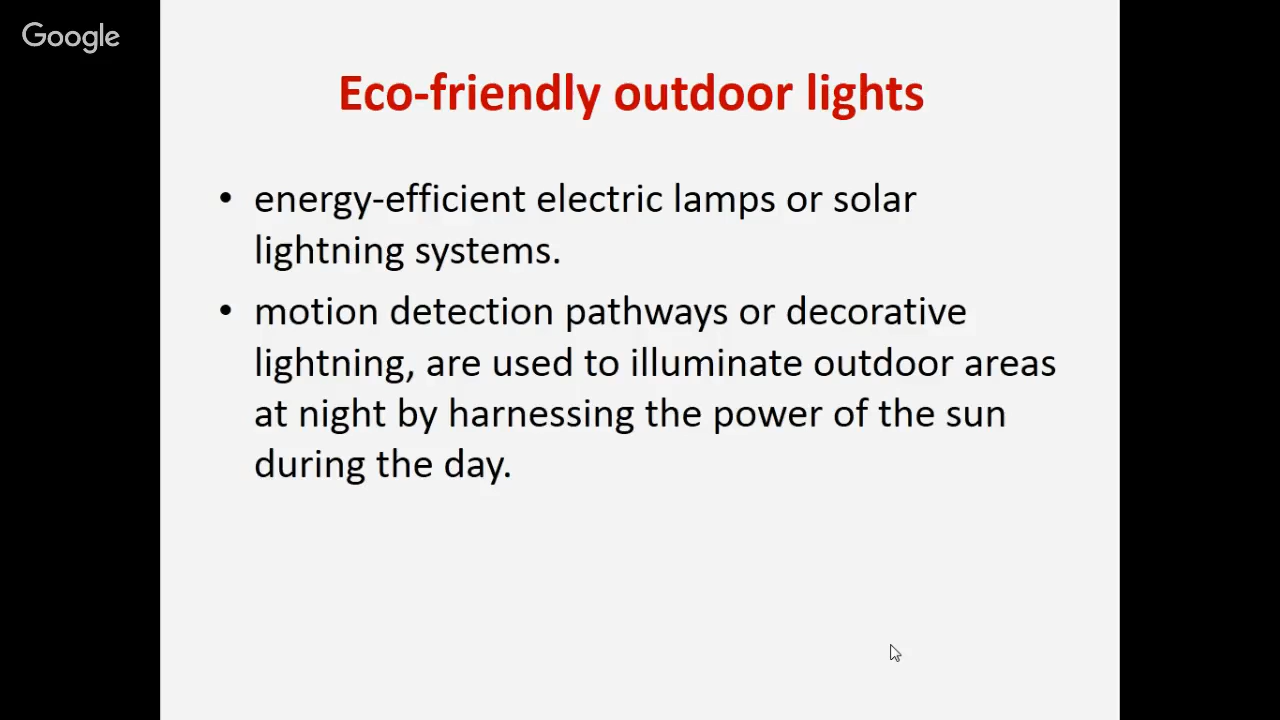 Google
Eco-friendly outdoor lights
• energy-efficient electric lamps or solar
lightning systems.
• motion detection pathways or decorative
lightning, are used to illuminate outdoor areas
at night by harnessing the power of the sun
during the day.